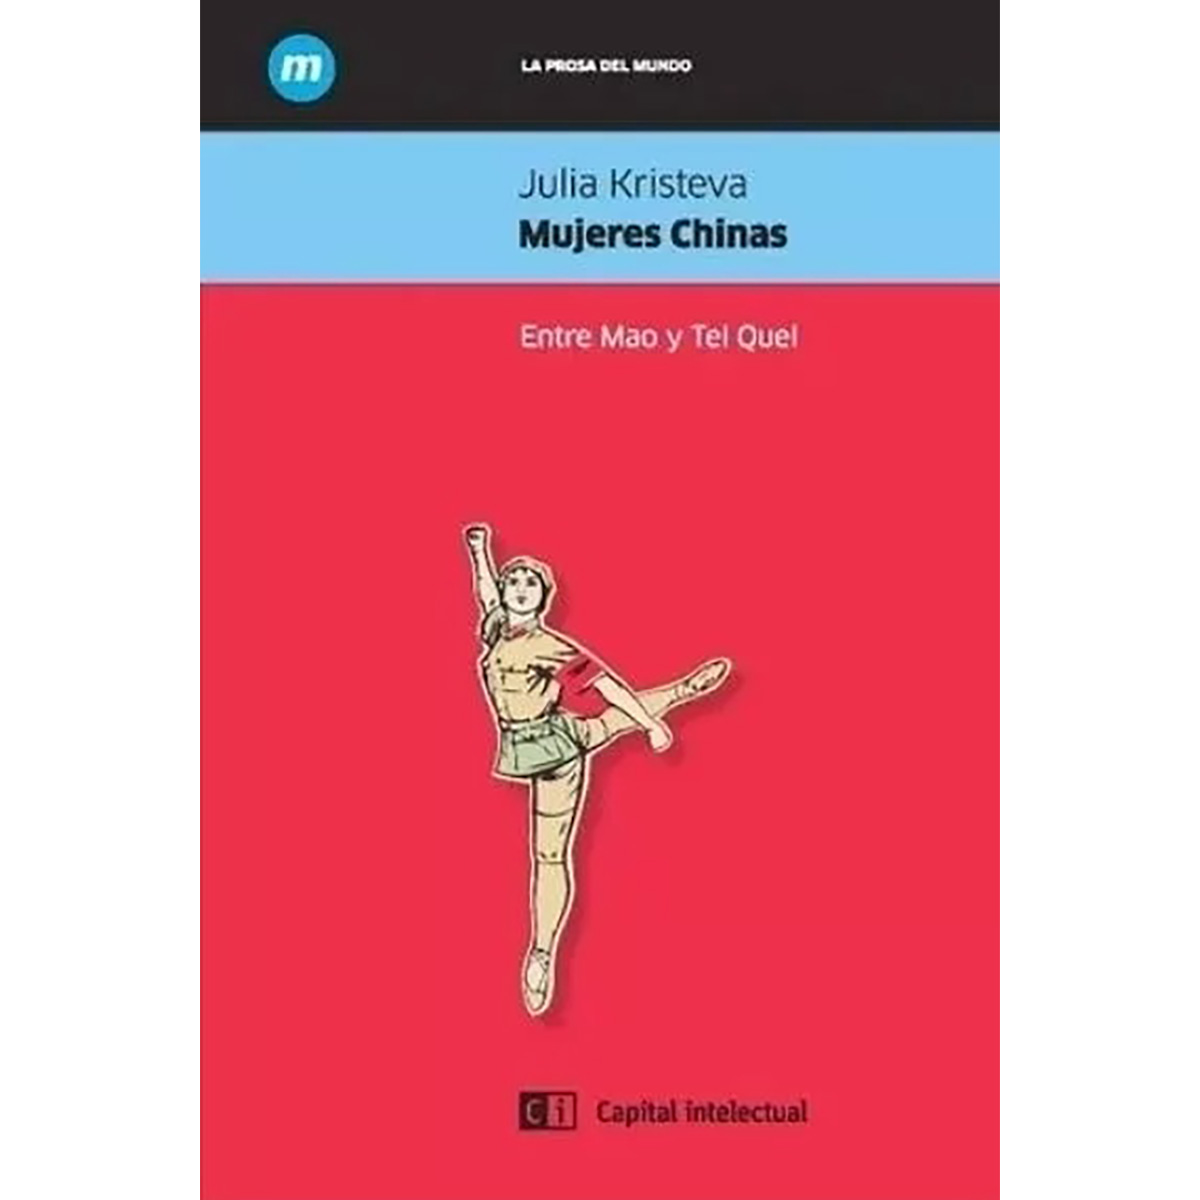 m
LA PROSA DEL MUNDO
Julia Kristeva
Mujeres Chinas
Entre Mao y Tel Quel
Ci Capital intelectual